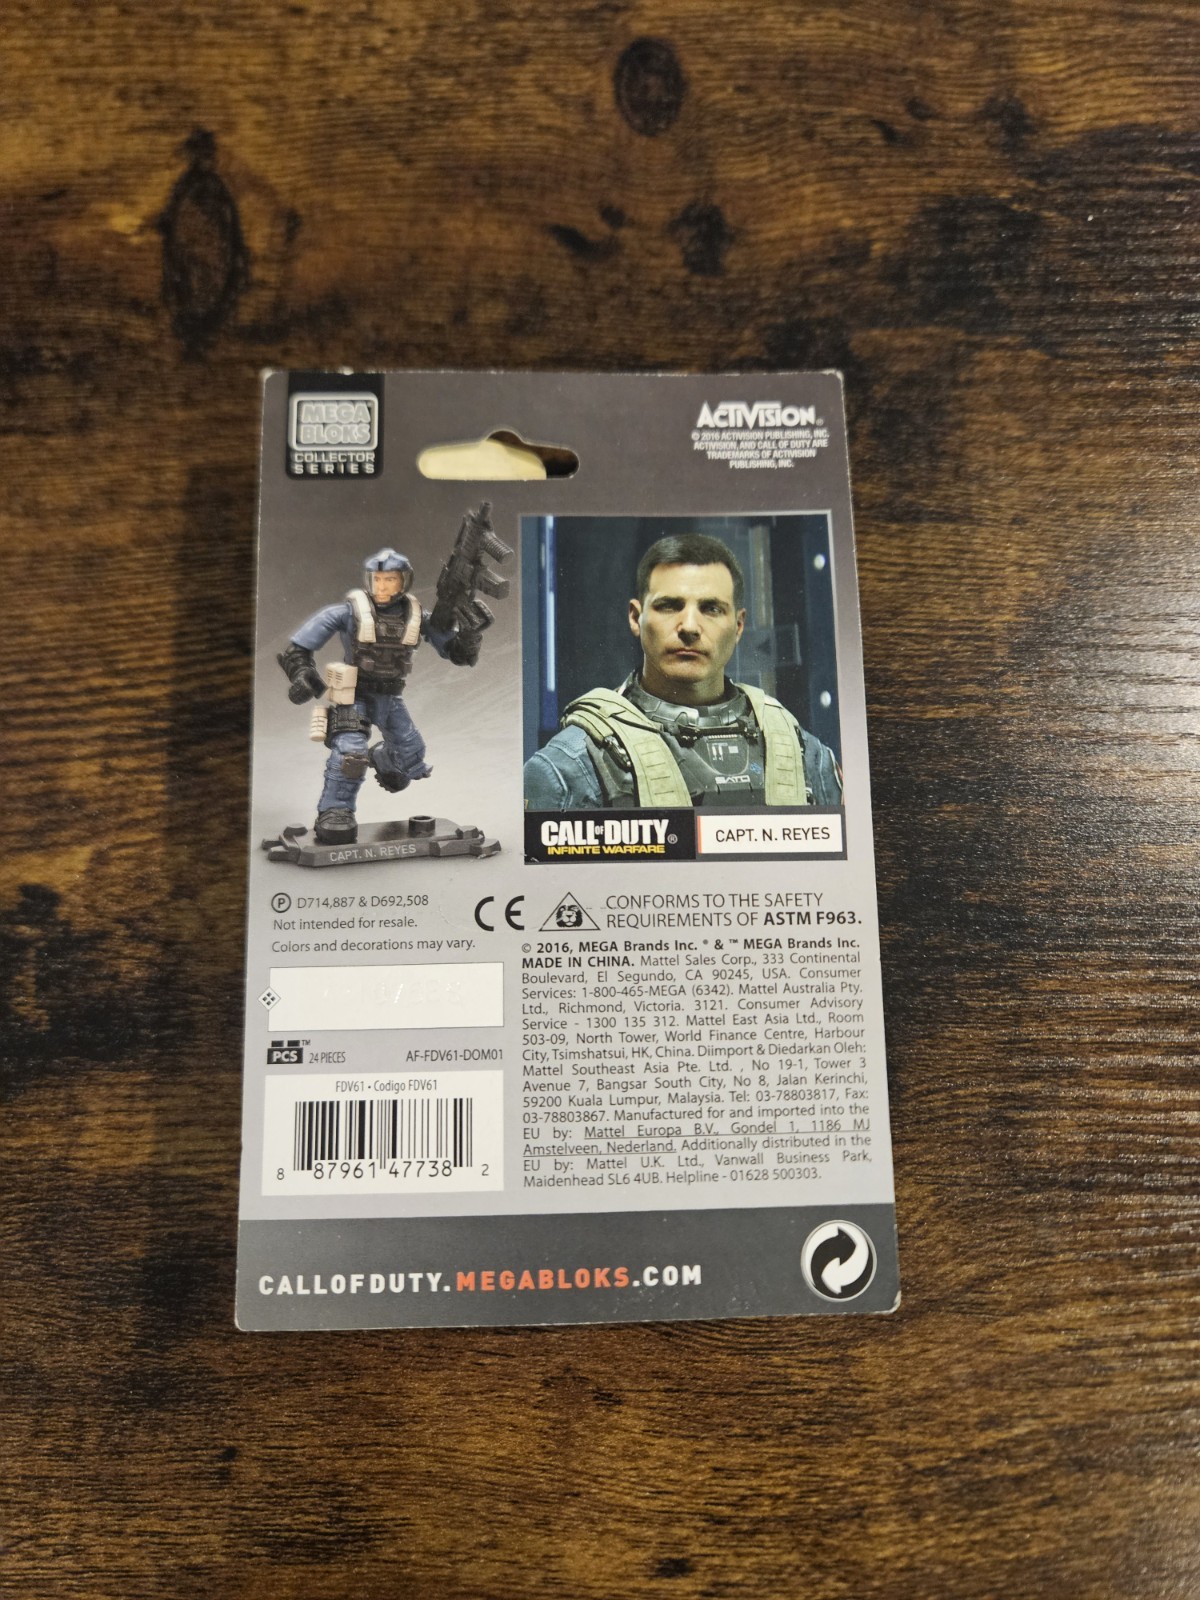 MEGA
BLOKS
COLLECTOR
SERIES
ACTIVISION®
© 2016 ACTIVISION PUBLISHING, INC.
ACTIVISION, AND CALL OF DUTY ARE
TRADEMARKS OF ACTIVISION
PUBLISHING, INC.
SATO
CAPT. N. REYES
CALL OF DUTY®
INFINITE WARFARE
CAPT. N. REYES
P D714,887 & D692,508
Not intended for resale.
Colors and decorations may vary.
CE
CONFORMS TO THE SAFETY
REQUIREMENTS OF ASTM F963.
PCS™ 24 PIECES
AF-FDV61-DOM01
FDV61 • Codigo FDV61
8 87961 47738 2
© 2016, MEGA Brands Inc. ® & ™ MEGA Brands Inc.
MADE IN CHINA. Mattel Sales Corp., 333 Continental
Boulevard, El Segundo, CA 90245, USA. Consumer
Services: 1-800-465-MEGA (6342). Mattel Australia Pty.
Ltd., Richmond, Victoria. 3121. Consumer Advisory
Service - 1300 135 312. Mattel East Asia Ltd., Room
503-09, North Tower, World Finance Centre, Harbour
City, Tsimshatsui, HK, China. Diimport & Diedarkan Oleh:
Mattel Southeast Asia Pte. Ltd. , No 19-1, Tower 3
Avenue 7, Bangsar South City, No 8, Jalan Kerinchi,
59200 Kuala Lumpur, Malaysia. Tel: 03-78803817, Fax:
03-78803867. Manufactured for and imported into the
EU by: Mattel Europa B.V., Gondel 1, 1186 MJ
Amstelveen, Nederland. Additionally distributed in the
EU by: Mattel U.K. Ltd., Vanwall Business Park,
Maidenhead SL6 4UB. Helpline - 01628 500303.
CALLOFDUTY.MEGABLOKS.COM